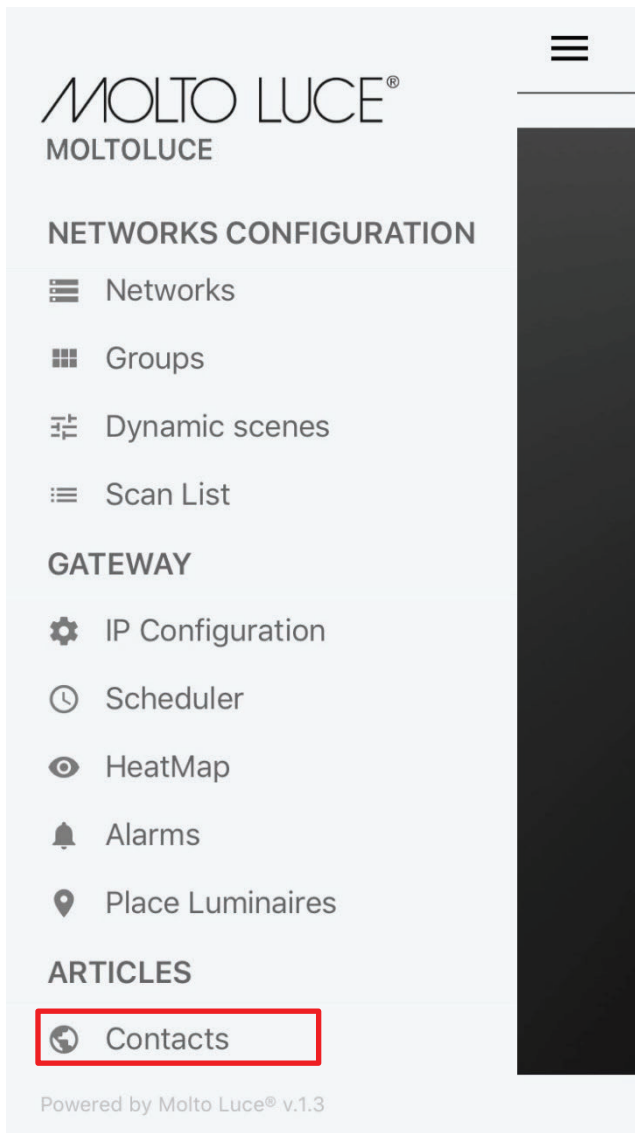 MOLTO LUCE®
MOLTOLUCE
NETWORKS CONFIGURATION
Networks
Groups
Dynamic scenes
Scan List
GATEWAY
IP Configuration
Scheduler
HeatMap
Alarms
Place Luminaires
ARTICLES
Contacts
Powered by Molto Luce® v.1.3